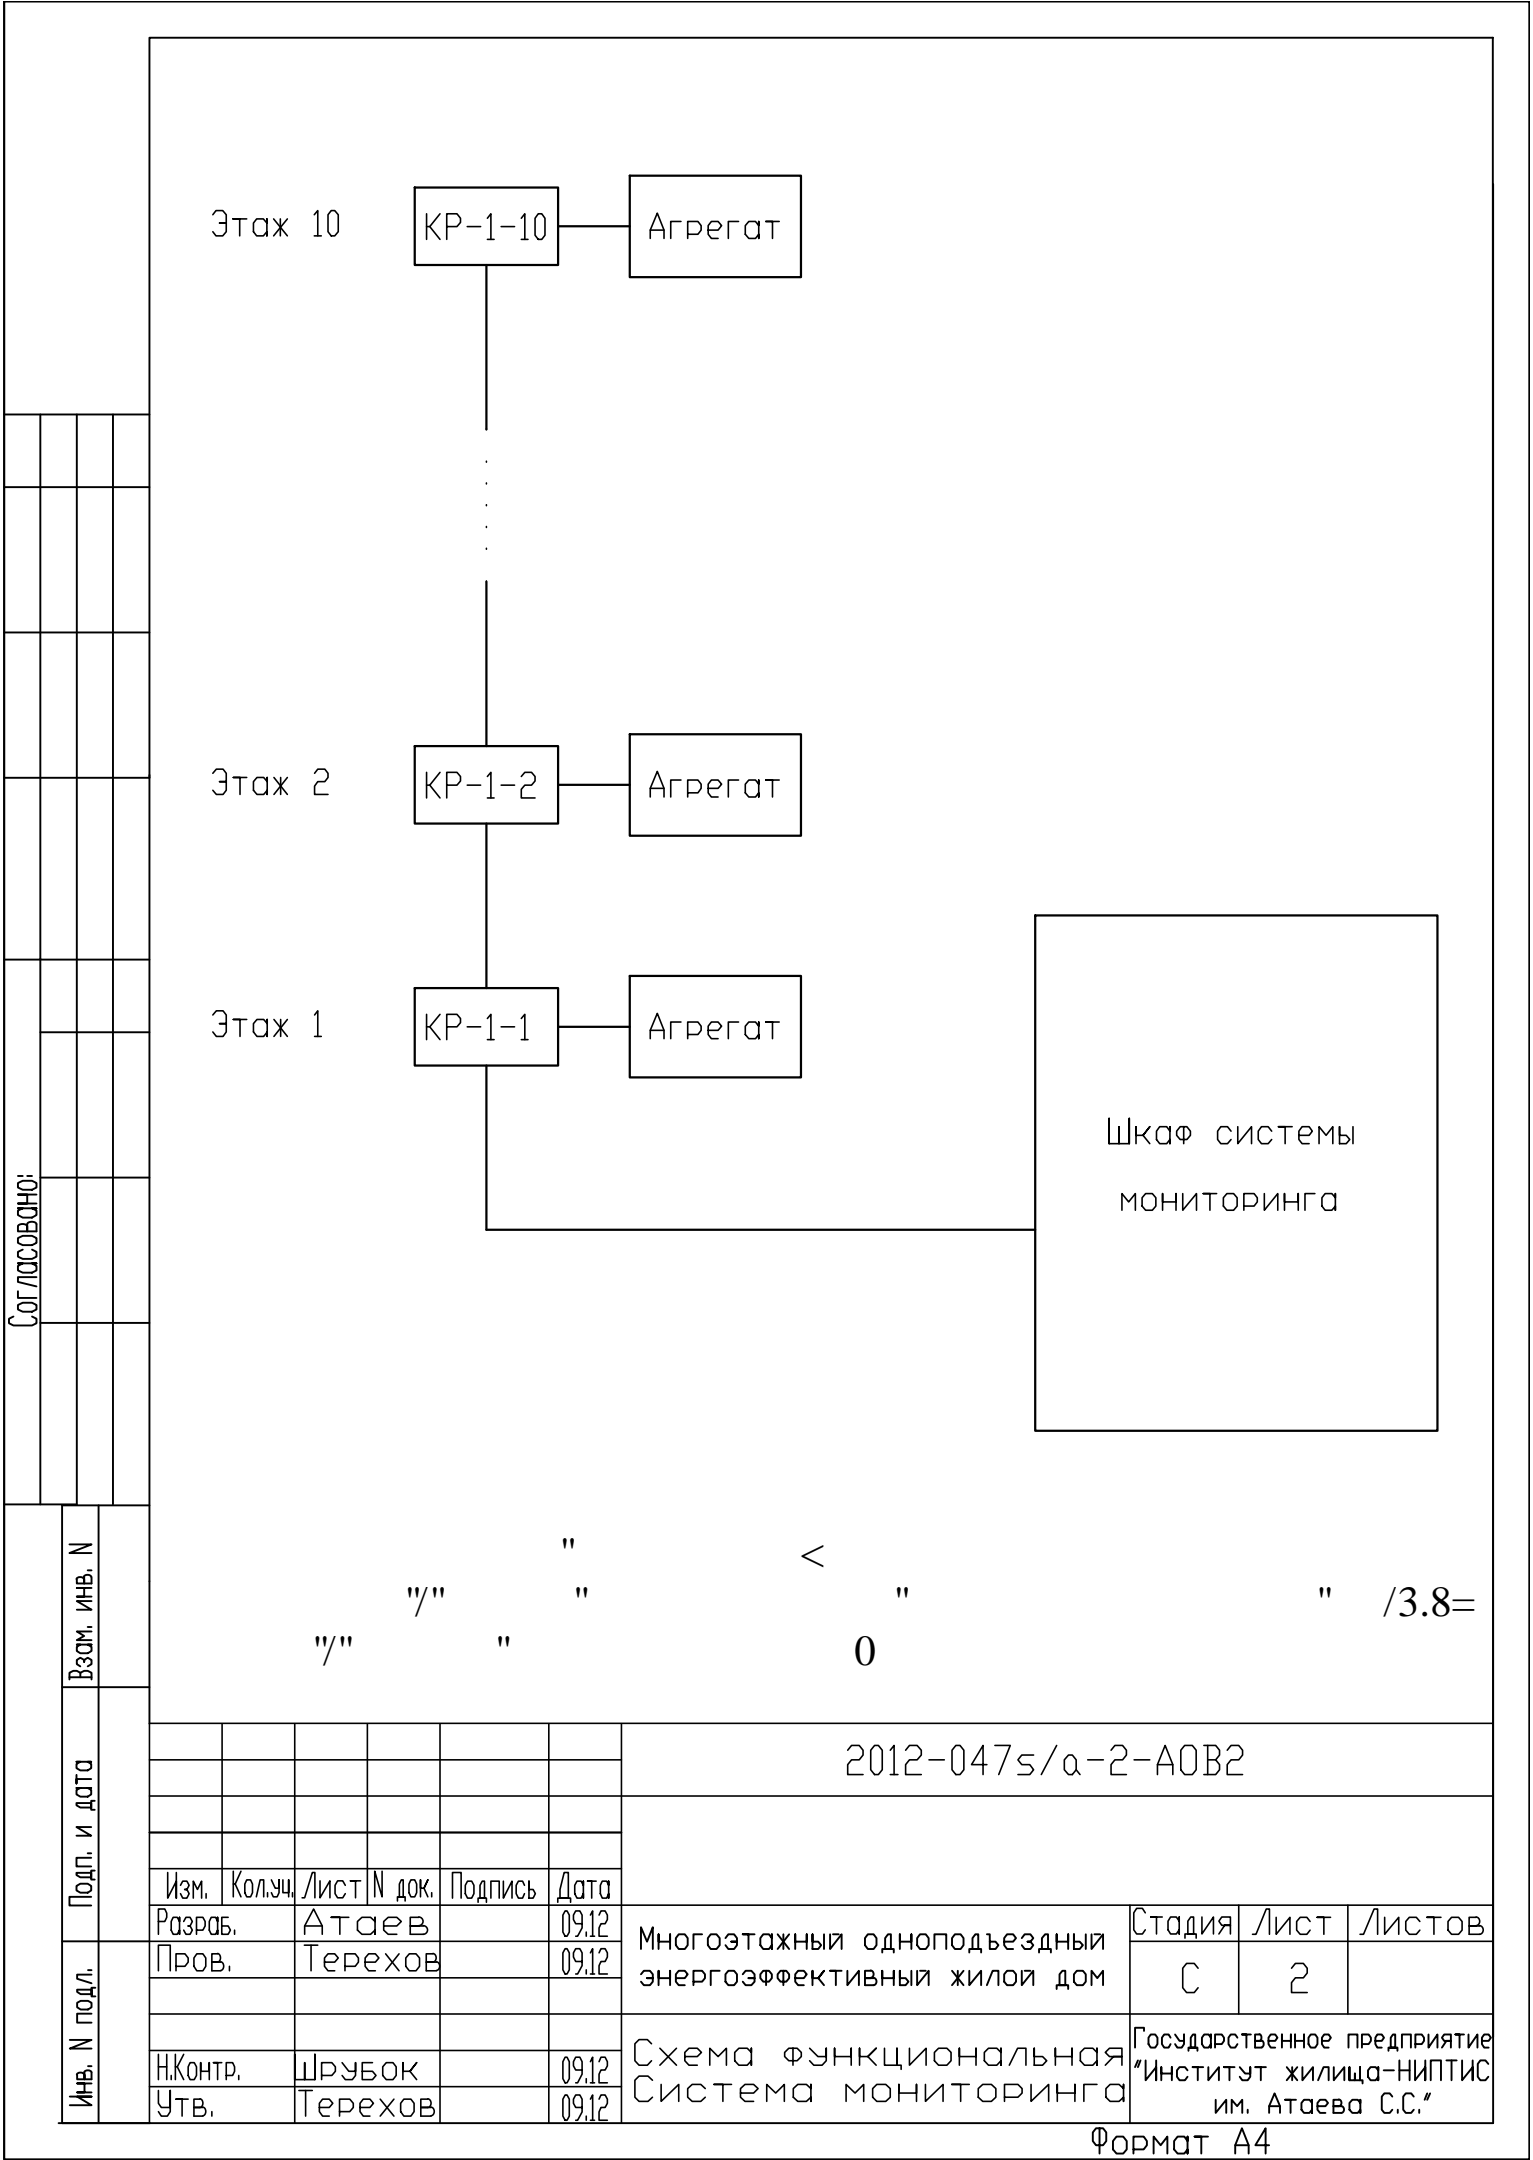 Этаж 10 КР-1-10 Агрегат
Этаж 2 КР-1-2 Агрегат
Этаж 1 КР-1-1 Агрегат
Шкаф системы
мониторинга
Согласовано:
" <
"/" " " " /3.8=
"/" " 0
Взам. инв. N
Подп. и дата
Инв. N подл.
2012-047s/a-2-АОВ2
Изм. Кол.уч. Лист N док. Подпись Дата
Разраб. Атаев 09.12
Пров. Терехов 09.12
Н.Контр. Шрубок 09.12
Утв. Терехов 09.12
Многоэтажный одноподъездный
энергоэффективный жилой дом
Стадия Лист Листов
С 2
Схема функциональная
Система мониторинга
Государственное предприятие
"Институт жилища-НИПТИС
им. Атаева С.С."
Формат А4